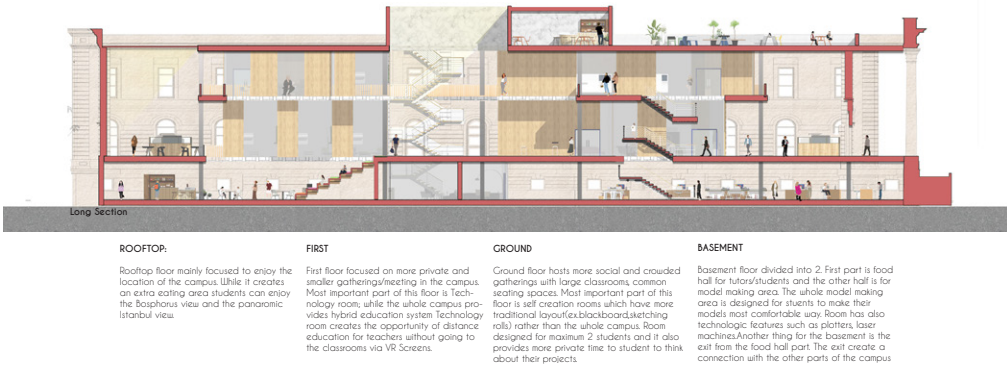 Long Section
ROOFTOP:
Rooftop floor mainly focused to enjoy the
location of the campus. While it creates
an extra eating area students can enjoy
the Bosphorus view and the panaromic
Istanbul view.
FIRST
First floor focused on more private and
smaller gatherings/meeting in the campus.
Most important part of this floor is Tech-
nology room; while the whole campus pro-
vides hybrid education system Technology
room creates the opportunity of distance
education for teachers without going to
the classrooms via VR Screens.
GROUND
Ground floor hosts more social and crowded
gatherings with large classrooms, common
seating spaces. Most important part of this
floor is self creation rooms which have more
traditional layout(ex.blackboard,sketching
rolls) rather than the whole campus. Room
designed for maximum 2 students and it also
provides more private time to student to think
about their projects.
BASEMENT
Basement floor divided into 2. First part is food
hall for tutors/students and the other half is for
model making area. The whole model making
area is designed for stuents to make their
models most comfortable way. Room has also
technologic features such as plotters, laser
machines.Another thing for the basement is the
exit from the food hall part. The exit create a
connection with the other parts of the campus